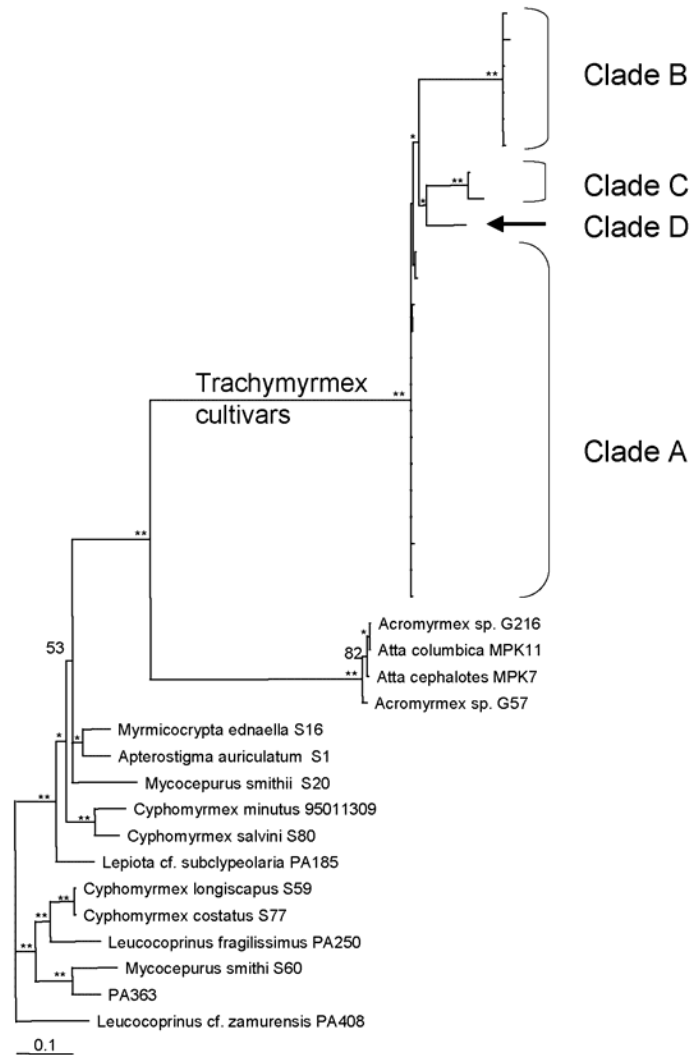 **
Clade B
*
**
Clade C
*
Clade D
Trachymyrmex
cultivars
**
Clade A
**
Acromyrmex sp. G216
*
Atta columbica MPK11
82
Atta cephalotes MPK7
**
Acromyrmex sp. G57
53
Myrmicocrypta ednaella S16
*
*
Apterostigma auriculatum S1
Mycocepurus smithii S20
**
Cyphomyrmex minutus 95011309
**
Cyphomyrmex salvini S80
Lepiota cf. subclypeolaria PA185
Cyphomyrmex longiscapus S59
**
Cyphomyrmex costatus S77
**
Leucocoprinus fragilissimus PA250
**
Mycocepurus smithi S60
**
PA363
Leucocoprinus cf. zamurensis PA408
0.1